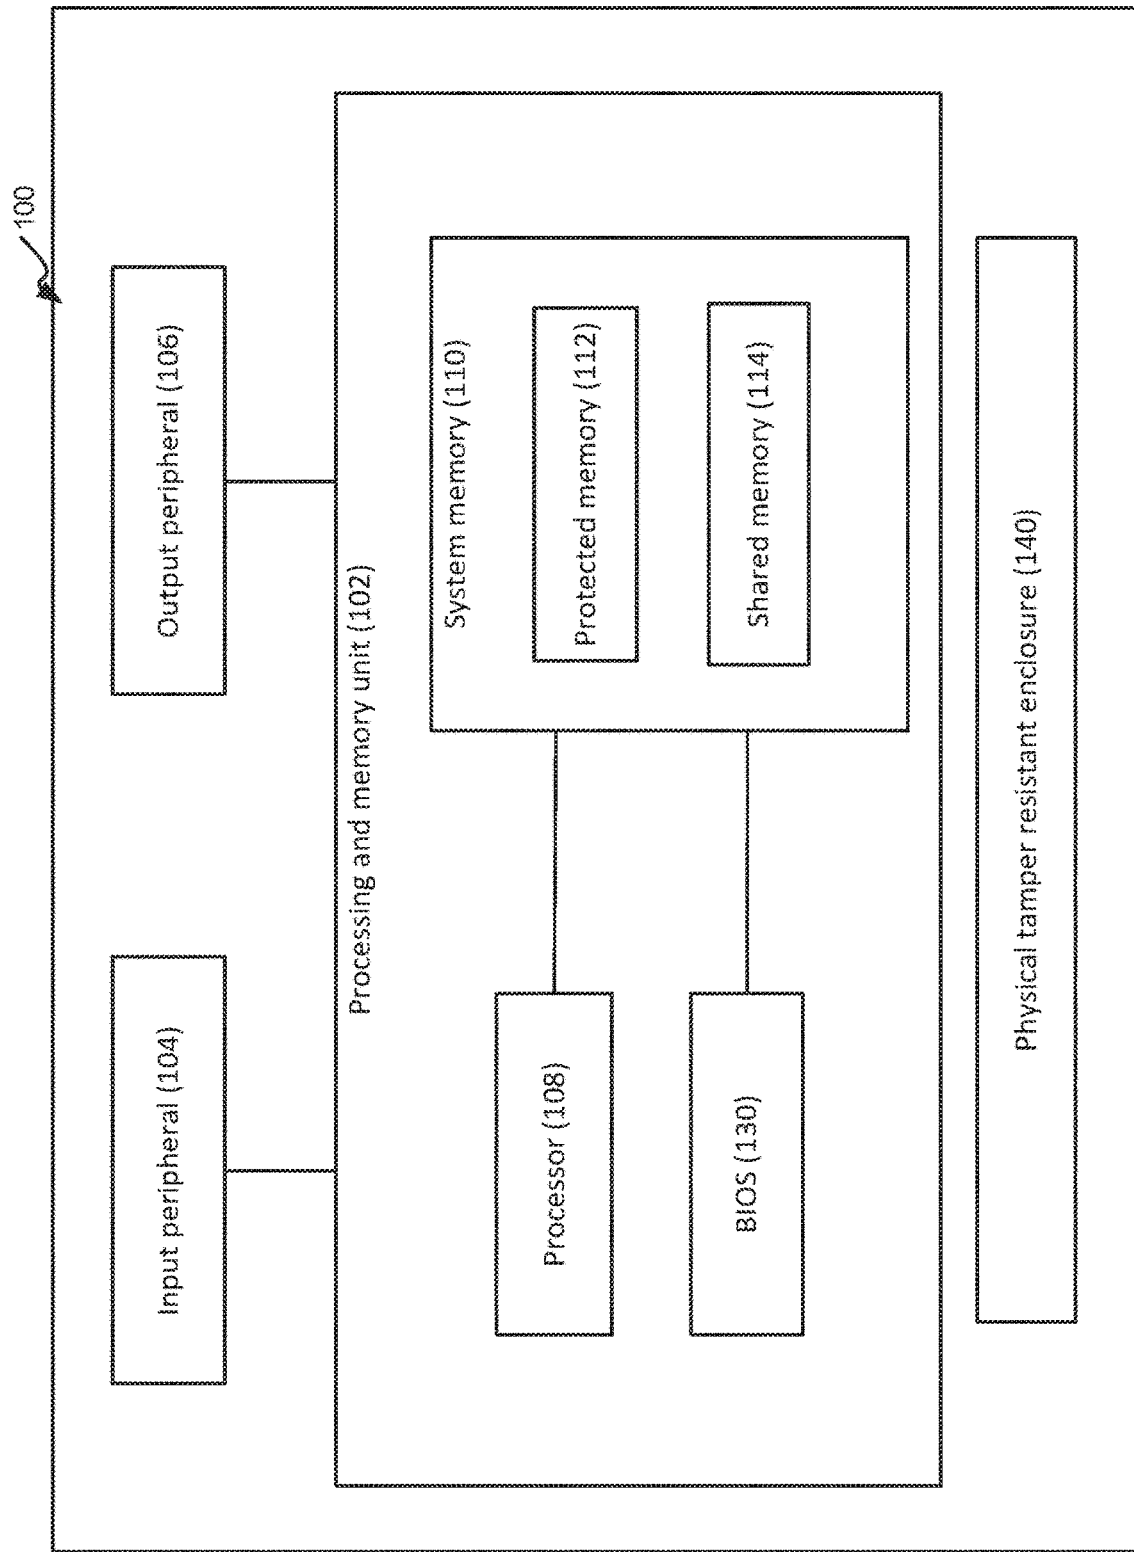 100
Input peripheral (104)
Output peripheral (106)
Processing and memory unit (102)
System memory (110)
Processor (108)
Protected memory (112)
BIOS (130)
Shared memory (114)
Physical tamper resistant enclosure (140)